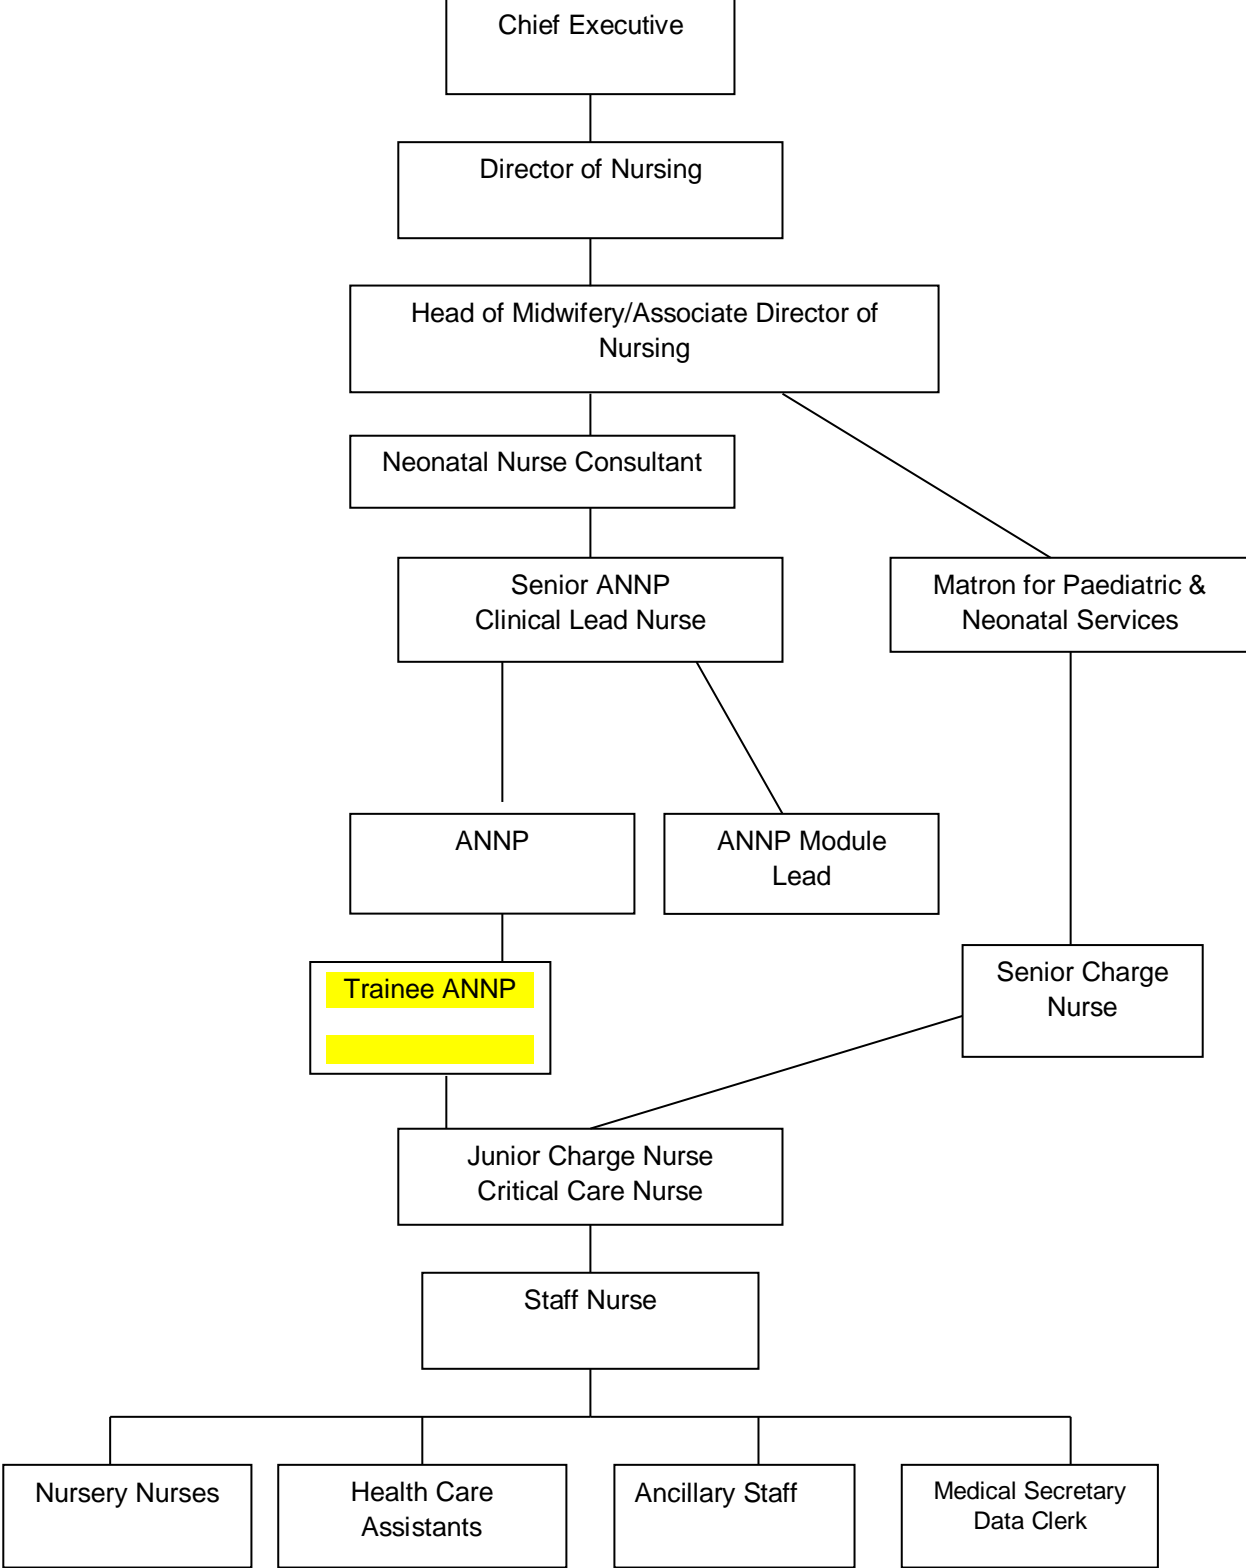 Chief Executive
Director of Nursing
Head of Midwifery/Associate Director of
Nursing
Neonatal Nurse Consultant
Senior ANNP
Clinical Lead Nurse
Matron for Paediatric &
Neonatal Services
ANNP
ANNP Module
Lead
Trainee ANNP
Senior Charge
Nurse
Junior Charge Nurse
Critical Care Nurse
Staff Nurse
Nursery Nurses
Health Care
Assistants
Ancillary Staff
Medical Secretary
Data Clerk